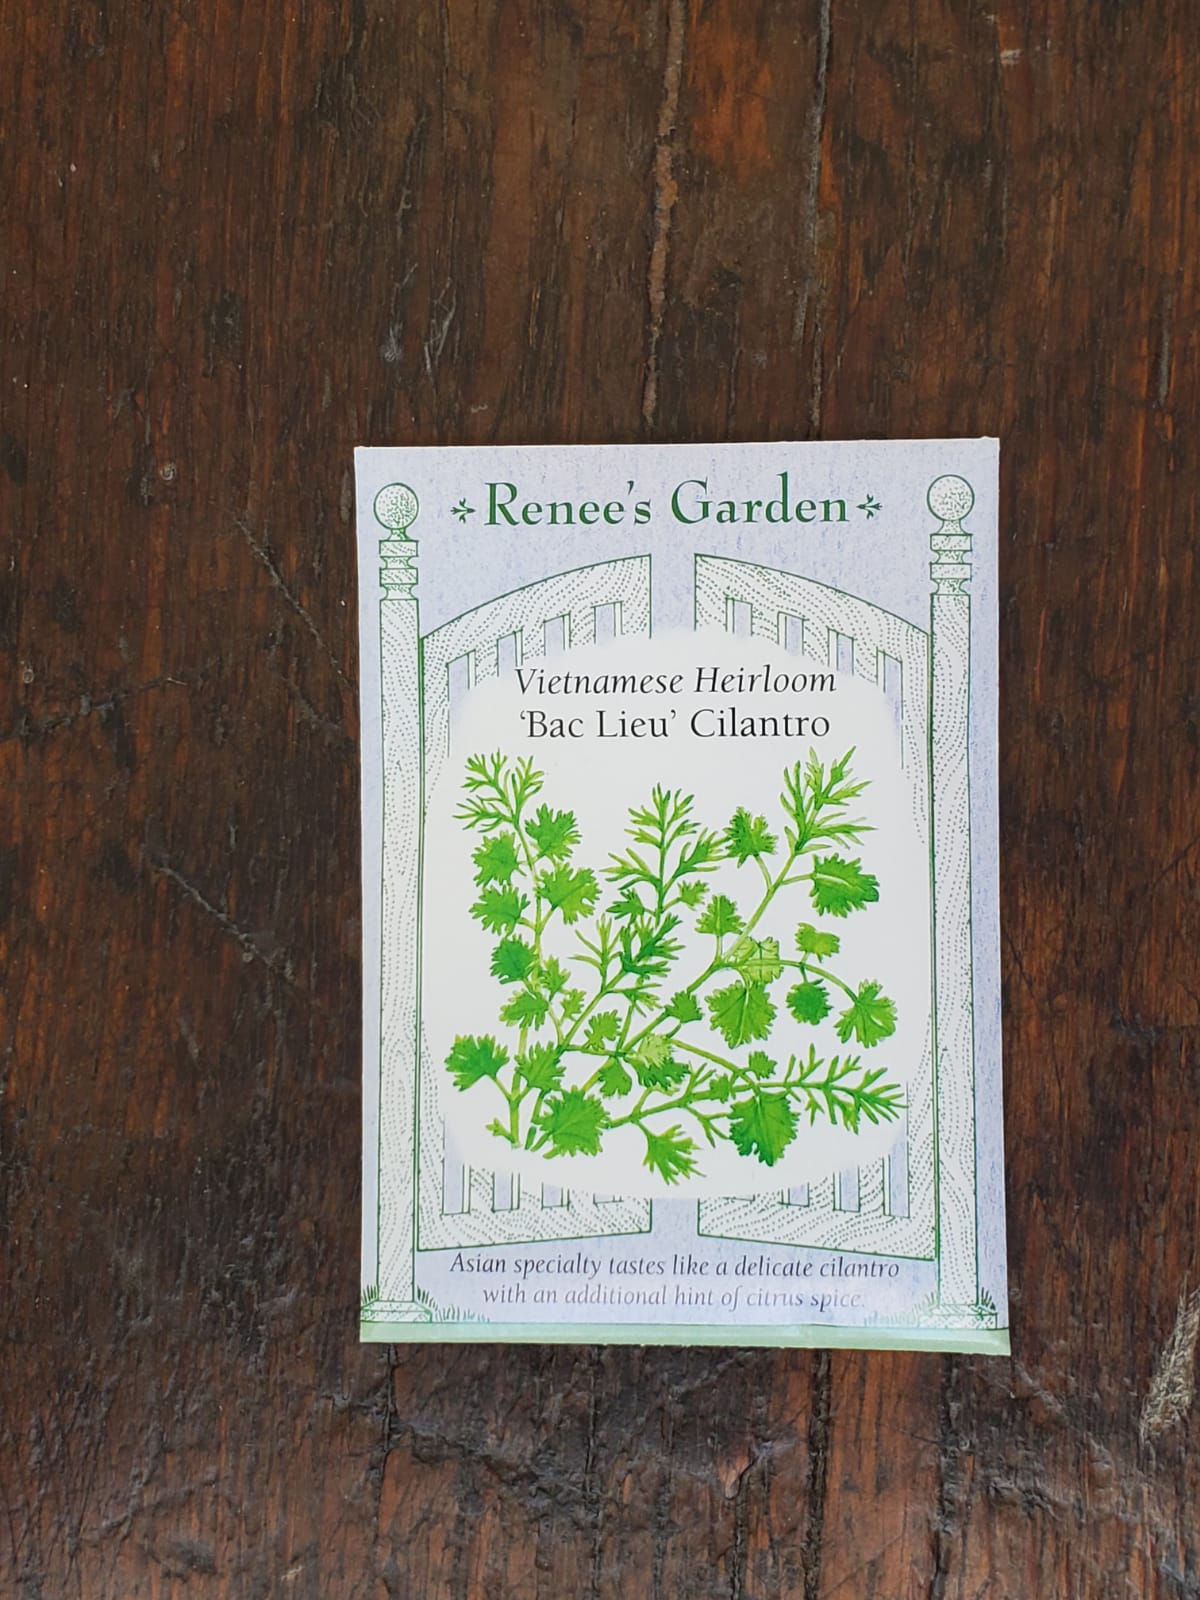 Renee's Garden
Vietnamese Heirloom
‘Bac Lieu’ Cilantro
Asian specialty tastes like a delicate cilantro
with an additional hint of citrus spice.